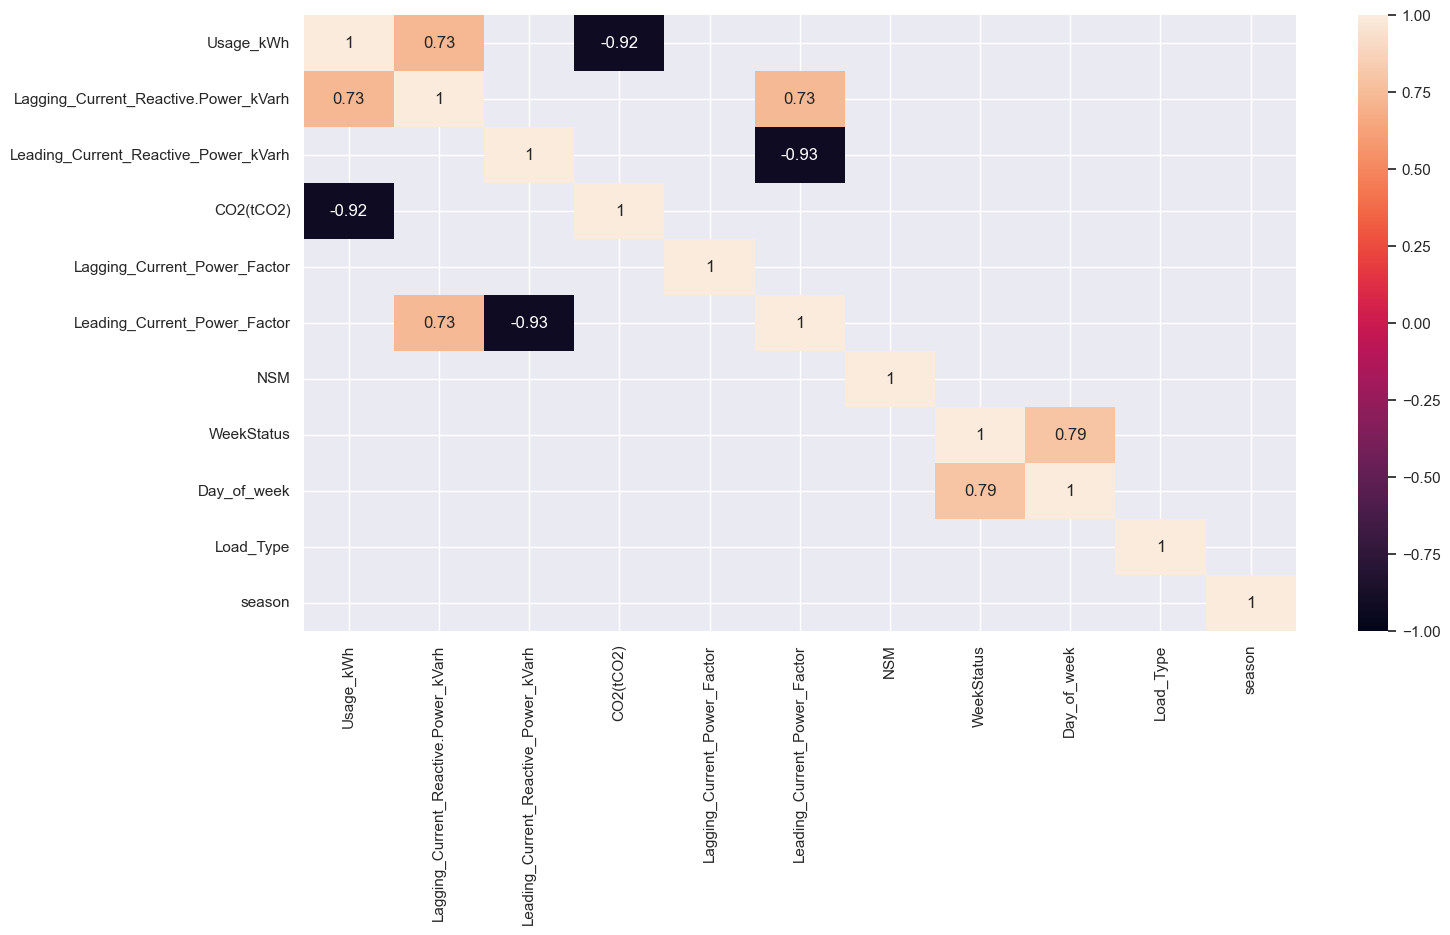 Usage_kWh 1 0.73 -0.92
Lagging_Current_Reactive.Power_kVarh 0.73 1 0.73
Leading_Current_Reactive_Power_kVarh 1 -0.93
CO2(tCO2) -0.92 1
Lagging_Current_Power_Factor 1
Leading_Current_Power_Factor 0.73 -0.93 1
NSM 1
WeekStatus 1 0.79
Day_of_week 0.79 1
Load_Type 1
season 1
Usage_kWh
Lagging_Current_Reactive.Power_kVarh
Leading_Current_Reactive_Power_kVarh
CO2(tCO2)
Lagging_Current_Power_Factor
Leading_Current_Power_Factor
NSM
WeekStatus
Day_of_week
Load_Type
season
1.00
0.75
0.50
0.25
0.00
−0.25
−0.50
−0.75
−1.00